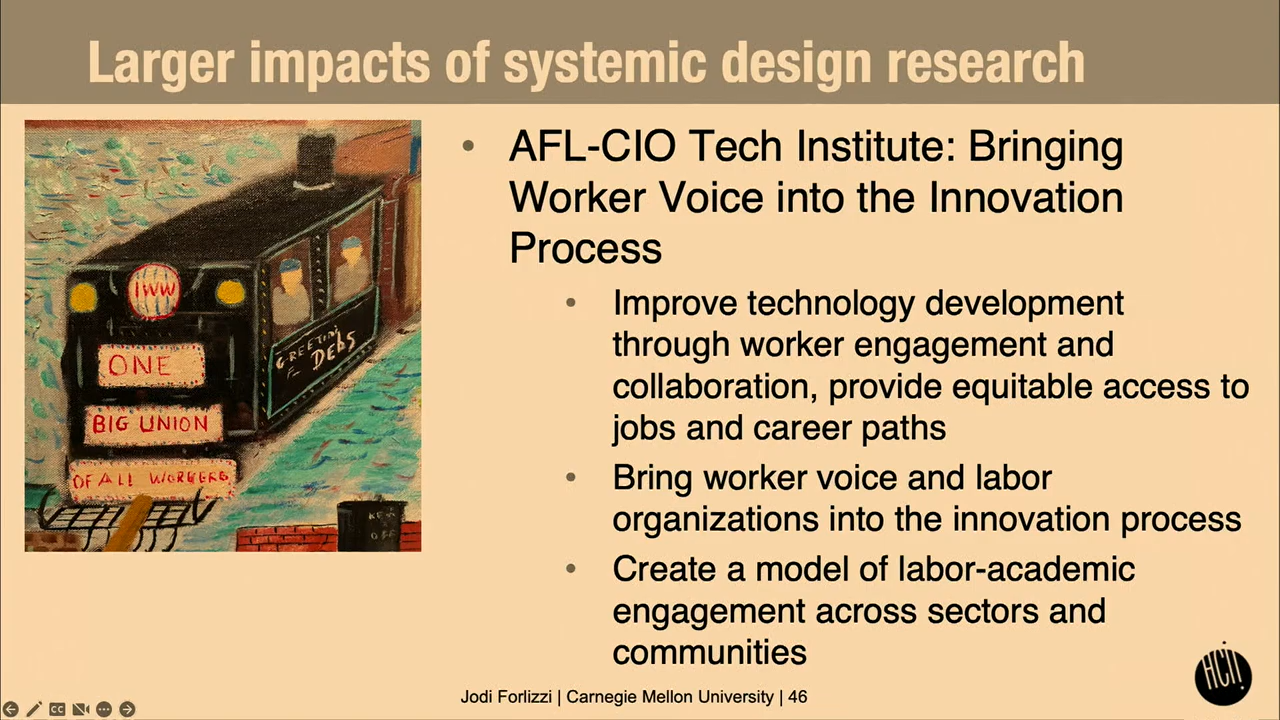 Larger impacts of systemic design research
IWW
ONE
BIG UNION
OF ALL WORKERS
GREETINGS
DEBS
• AFL-CIO Tech Institute: Bringing
Worker Voice into the Innovation
Process
• Improve technology development
through worker engagement and
collaboration, provide equitable access to
jobs and career paths
• Bring worker voice and labor
organizations into the innovation process
• Create a model of labor-academic
engagement across sectors and
communities
Jodi Forlizzi | Carnegie Mellon University | 46
HCII
CC